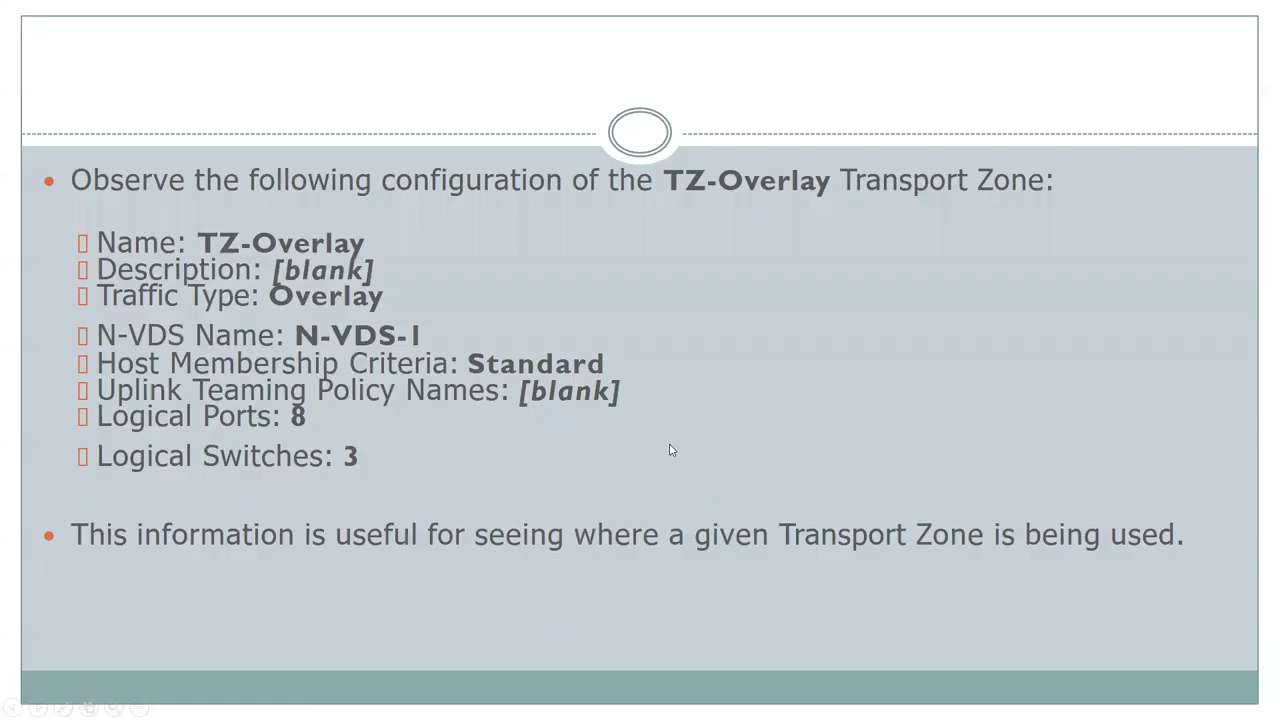 Observe the following configuration of the TZ-Overlay Transport Zone:
Name: TZ-Overlay
Description: [blank]
Traffic Type: Overlay
N-VDS Name: N-VDS-1
Host Membership Criteria: Standard
Uplink Teaming Policy Names: [blank]
Logical Ports: 8
Logical Switches: 3
This information is useful for seeing where a given Transport Zone is being used.